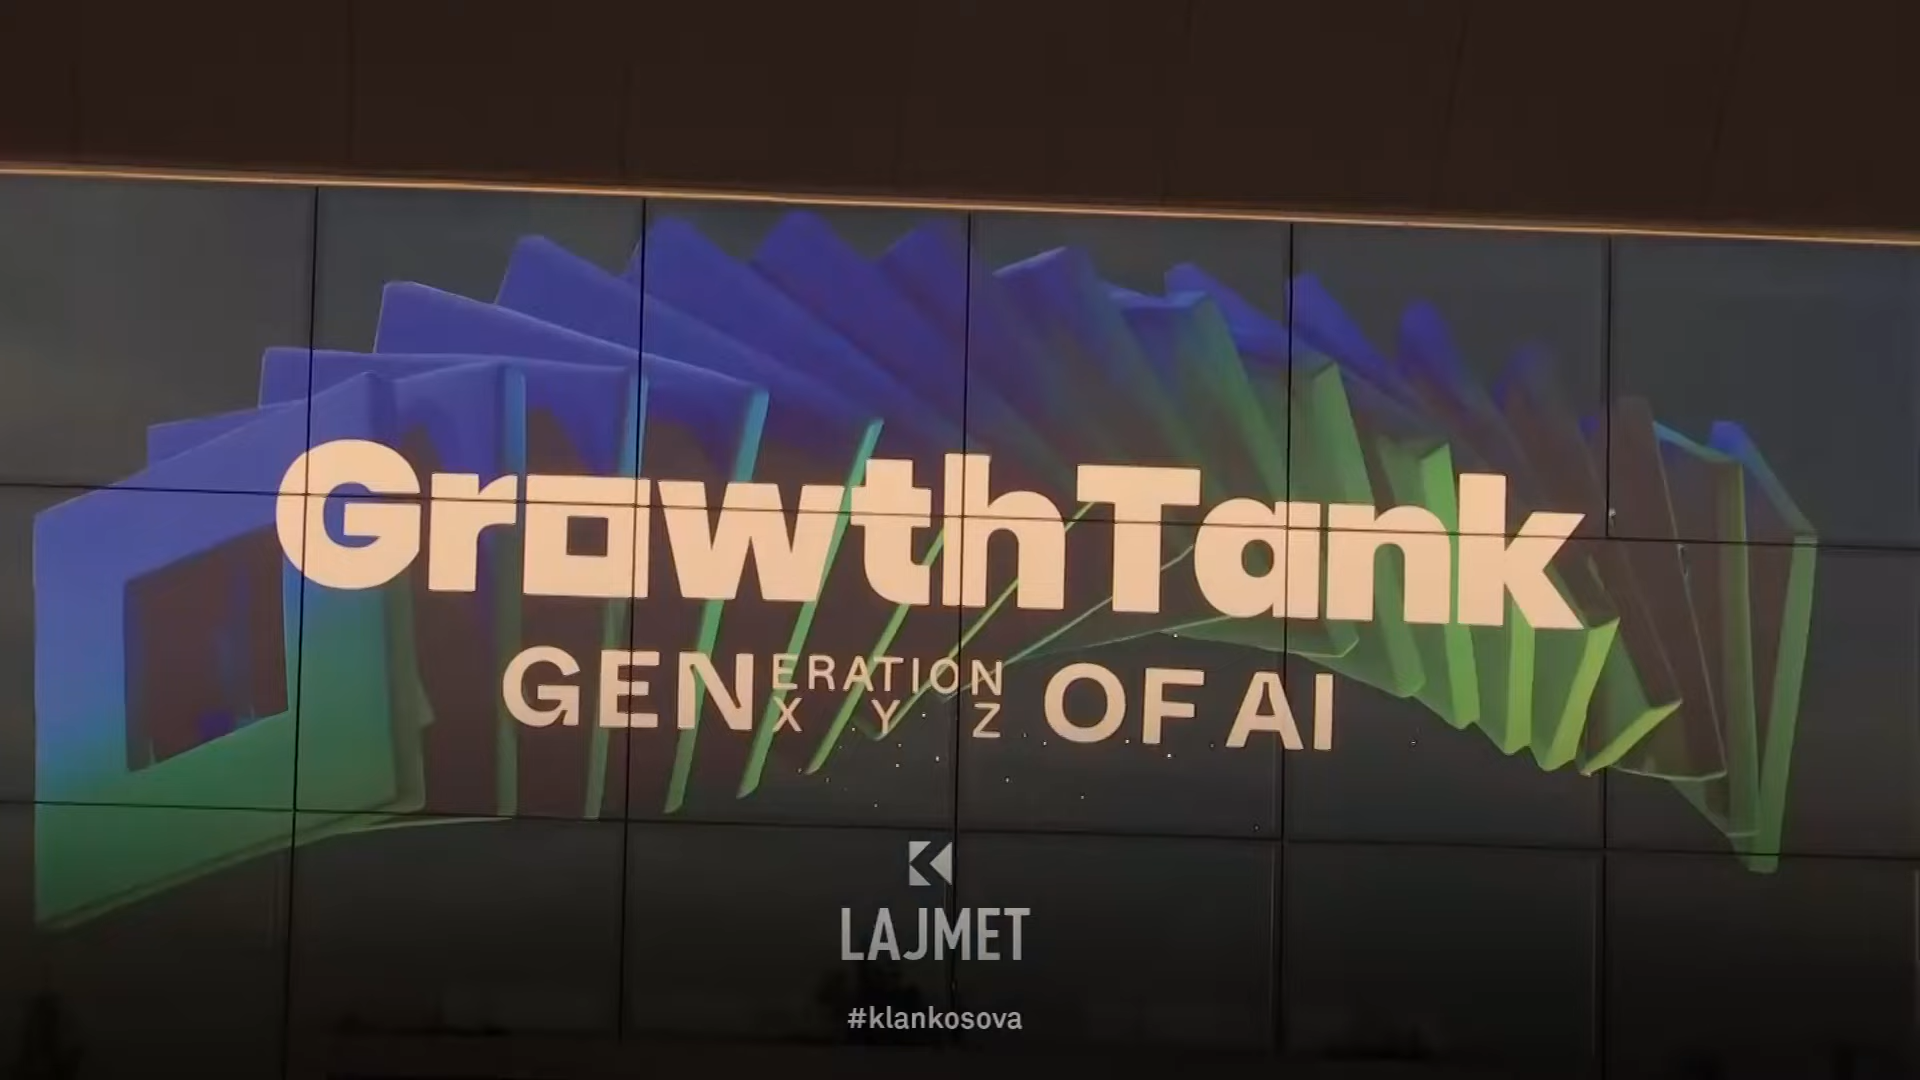 GrowthTank
GENERATION OF AI
X Y Z
LAJMET
#klankosova